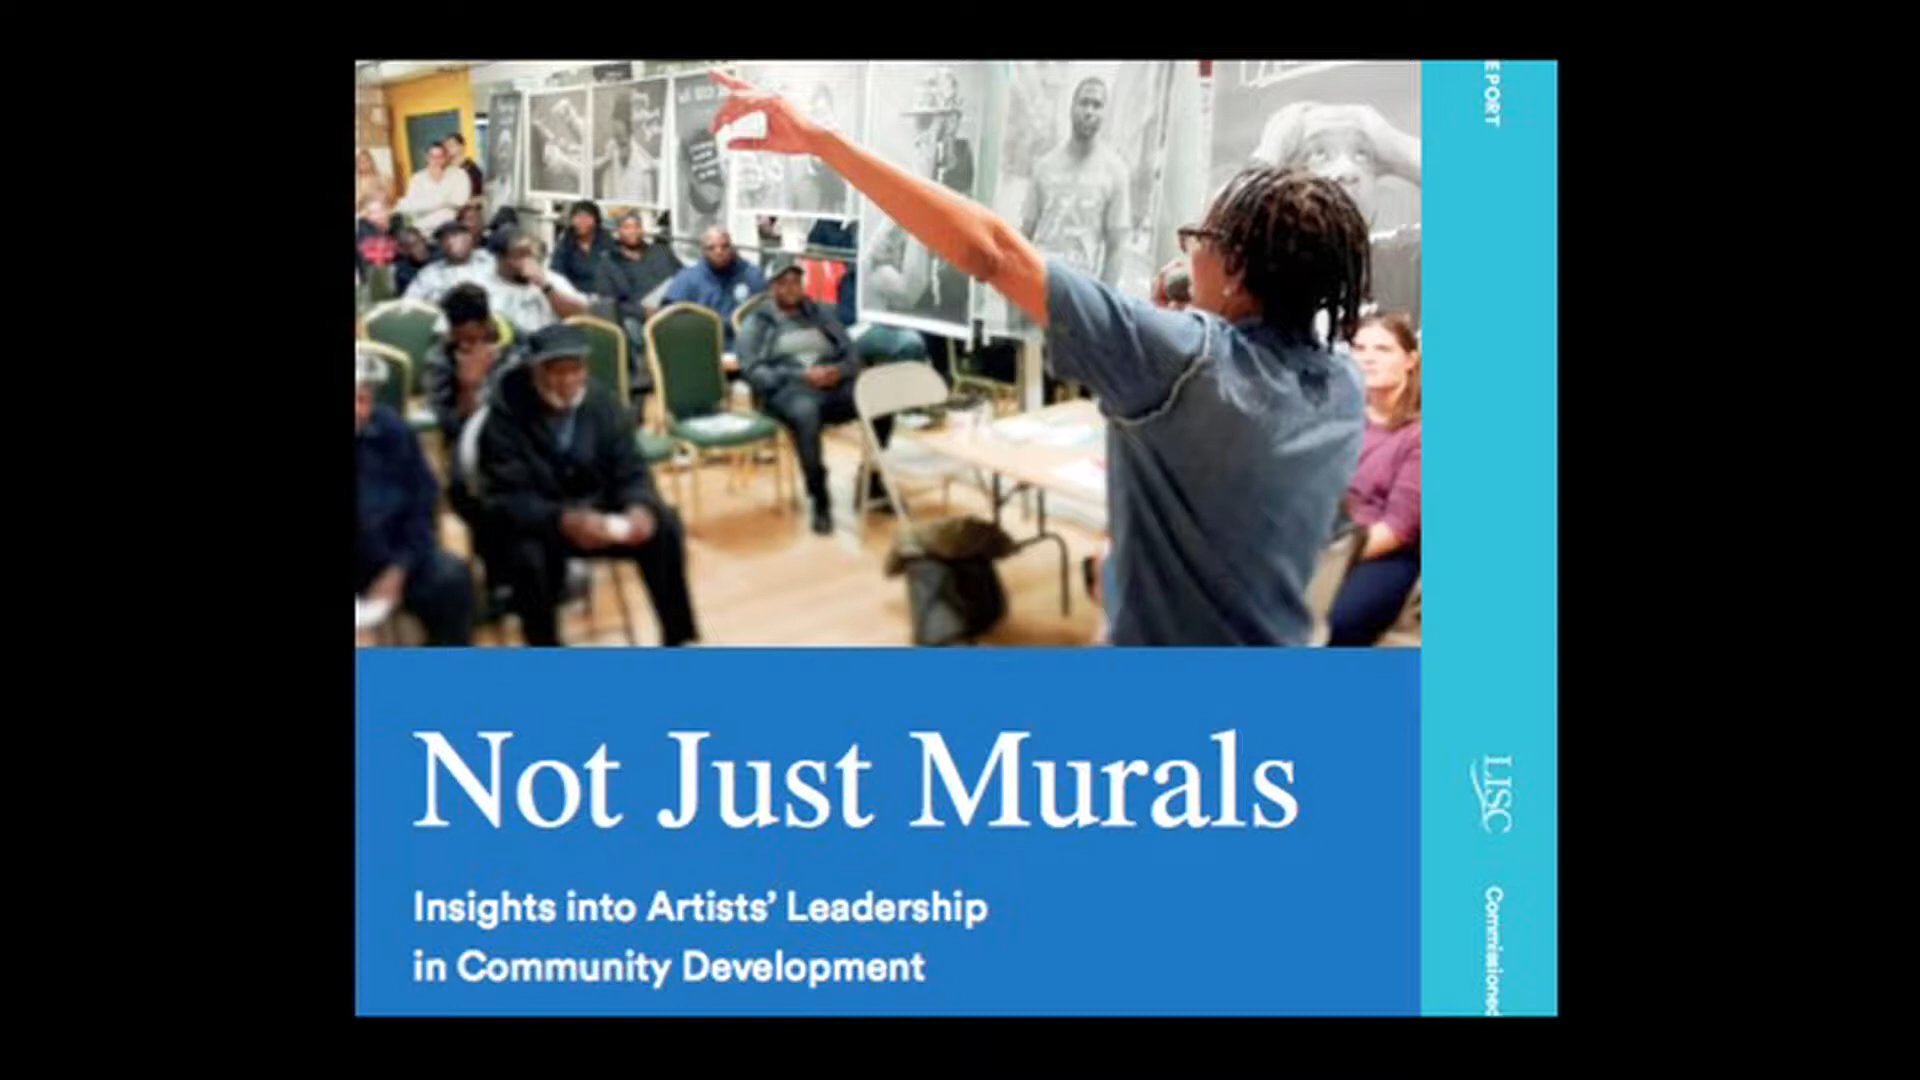 Not Just Murals
Insights into Artists’ Leadership
in Community Development
EPORT
LISC
Commissioned